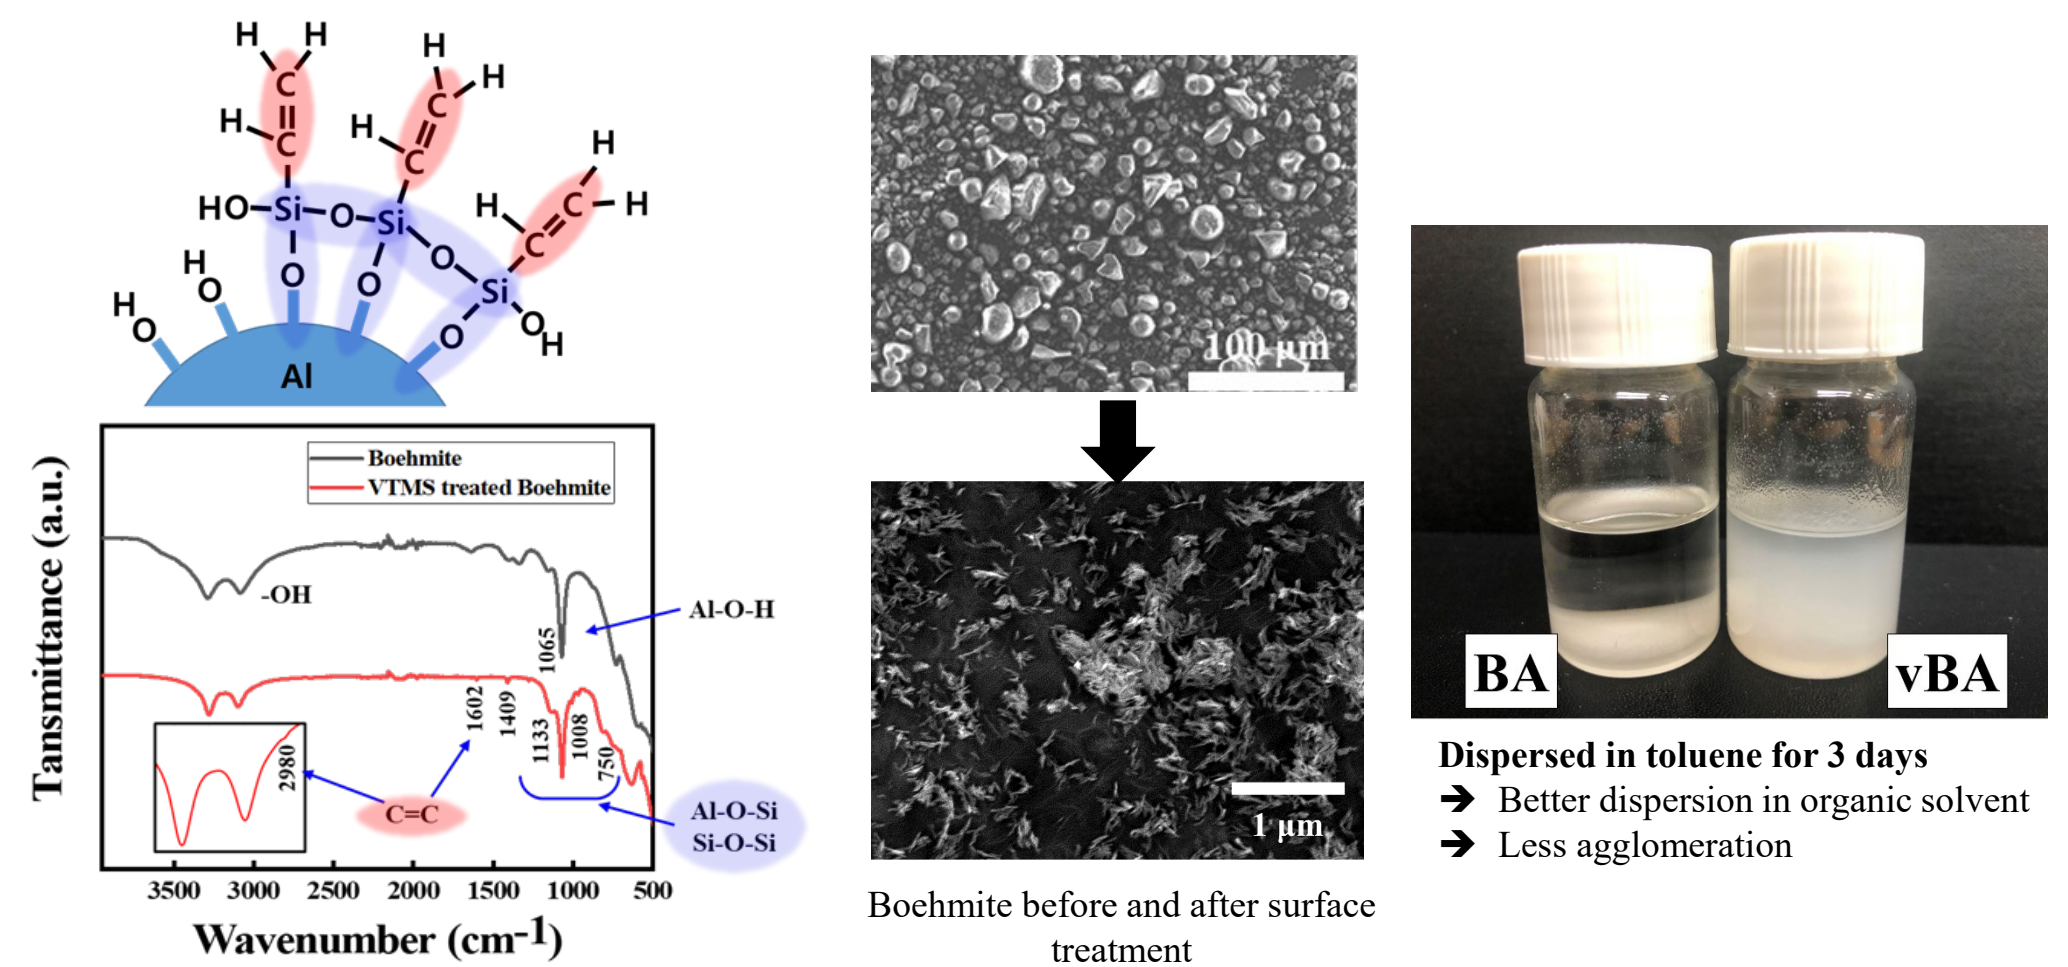 H H
H
H
C
C
H
C
H
H
H
C
C
C
H
H
C
HO Si O Si
O
H
O
O
O
Si
H
O
O
O
H
Al
Boehmite
VTMS treated Boehmite
-OH
Al-O-H
1065
1602
1409
1133
1008
750
2980
C=C
Al-O-Si
Si-O-Si
Tansmittance (a.u.)
3500 3000 2500 2000 1500 1000 500
Wavenumber (cm-1)
100 µm
1 µm
Boehmite before and after surface
treatment
BA
vBA
Dispersed in toluene for 3 days
➔ Better dispersion in organic solvent
➔ Less agglomeration